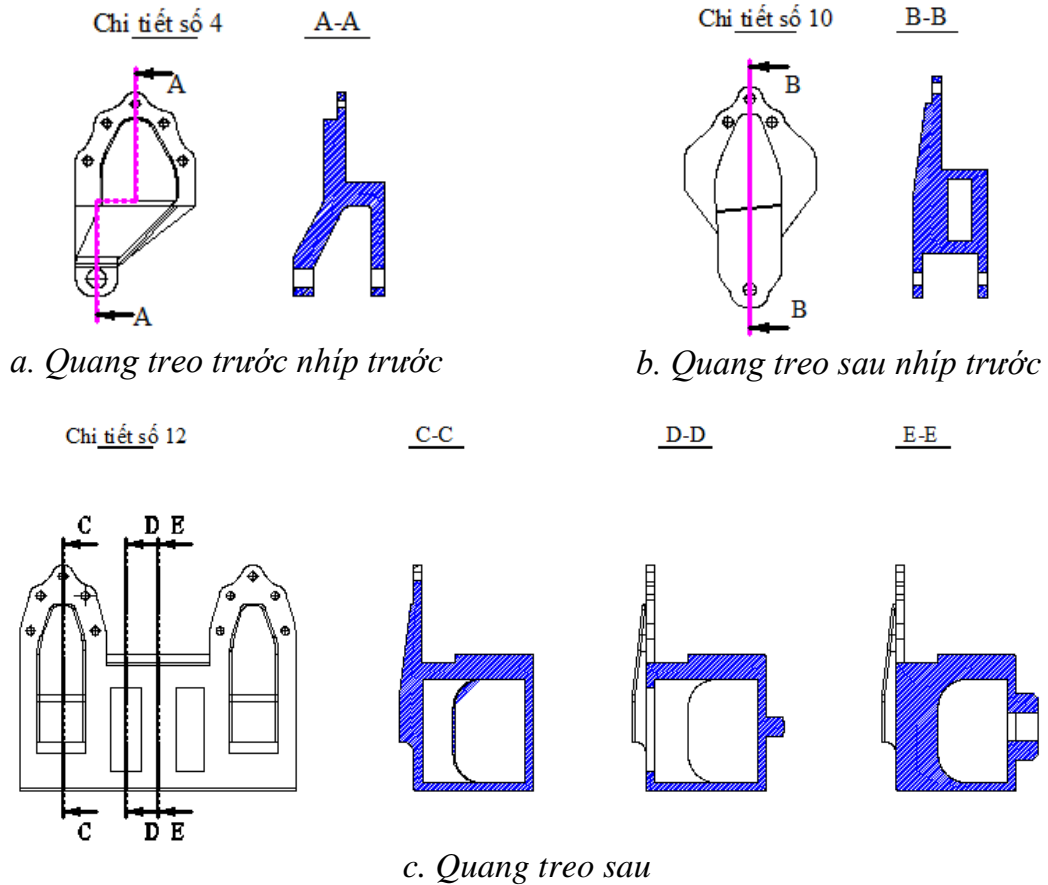 Chi tiết số 4 A-A Chi tiết số 10 B-B
A B
A B
a. Quang treo trước nhíp trước b. Quang treo sau nhíp trước
Chi tiết số 12 C-C D-D E-E
C D E
C D E
c. Quang treo sau